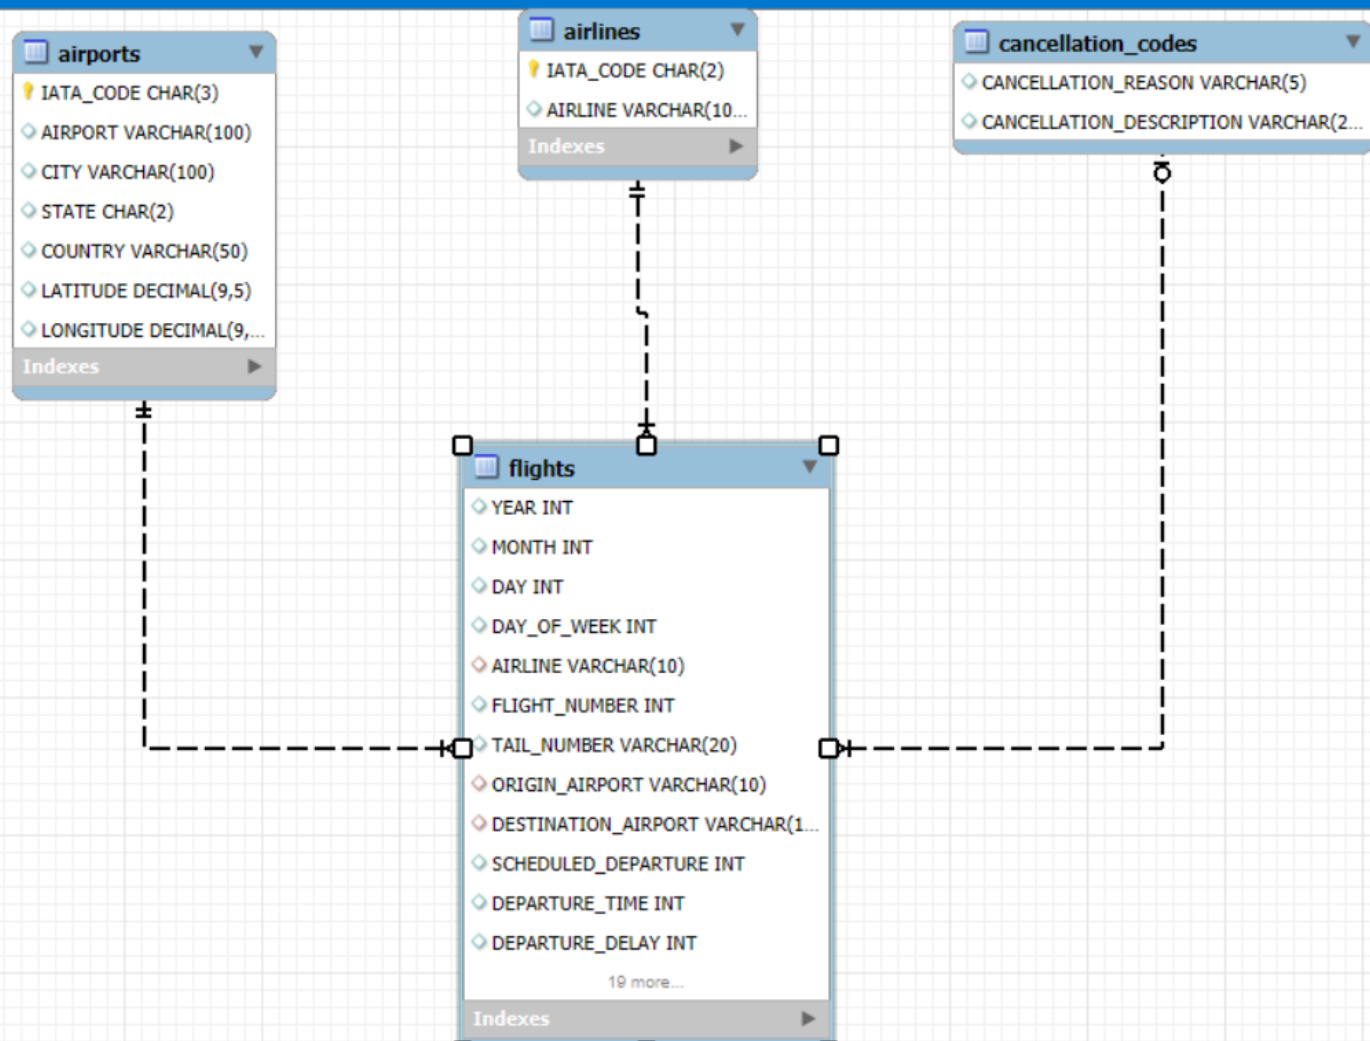 airports
IATA_CODE CHAR(3)
AIRPORT VARCHAR(100)
CITY VARCHAR(100)
STATE CHAR(2)
COUNTRY VARCHAR(50)
LATITUDE DECIMAL(9,5)
LONGITUDE DECIMAL(9,...
Indexes
airlines
IATA_CODE CHAR(2)
AIRLINE VARCHAR(10...
Indexes
cancellation_codes
CANCELLATION_REASON VARCHAR(5)
CANCELLATION_DESCRIPTION VARCHAR(2...
flights
YEAR INT
MONTH INT
DAY INT
DAY_OF_WEEK INT
AIRLINE VARCHAR(10)
FLIGHT_NUMBER INT
TAIL_NUMBER VARCHAR(20)
ORIGIN_AIRPORT VARCHAR(10)
DESTINATION_AIRPORT VARCHAR(1...
SCHEDULED_DEPARTURE INT
DEPARTURE_TIME INT
DEPARTURE_DELAY INT
19 more...
Indexes